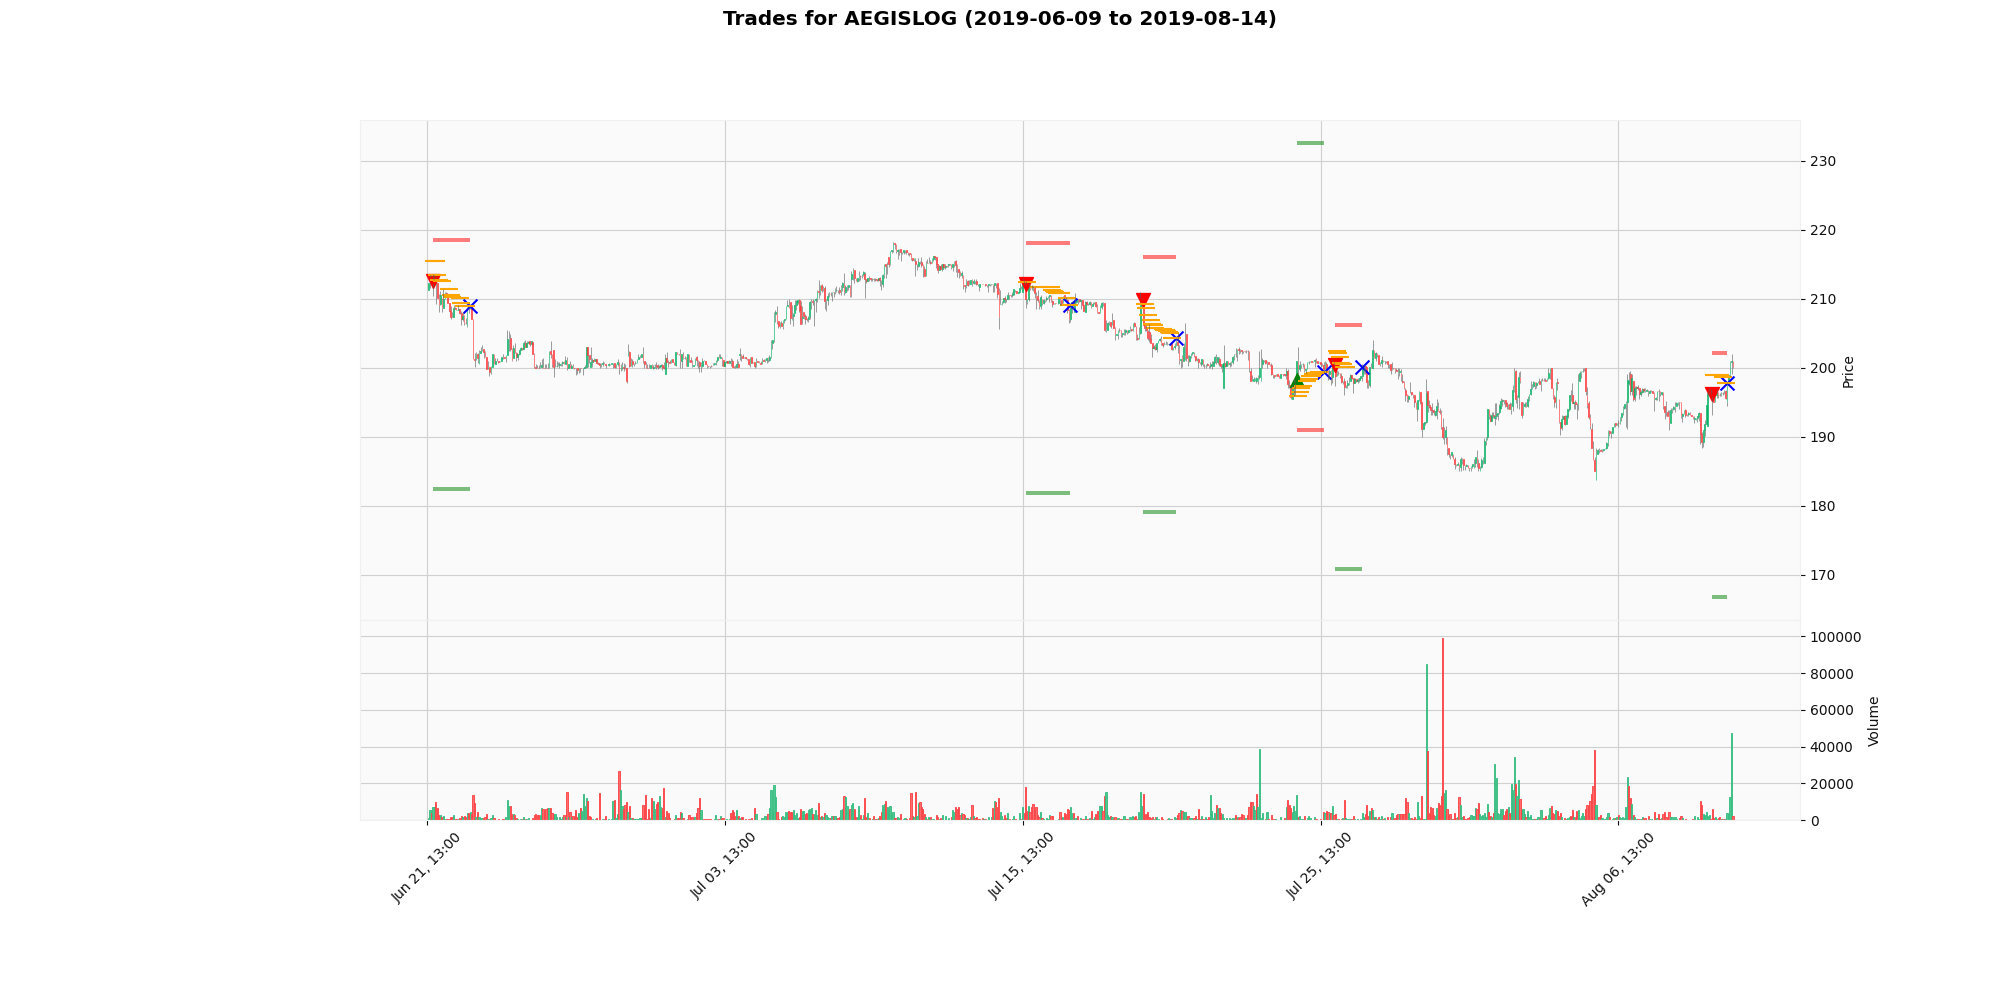 Trades for AEGISLOG (2019-06-09 to 2019-08-14)
230
220
210
200
190
180
170
Price
100000
80000
60000
40000
20000
0
Volume
Jun 21, 13:00
Jul 03, 13:00
Jul 15, 13:00
Jul 25, 13:00
Aug 06, 13:00